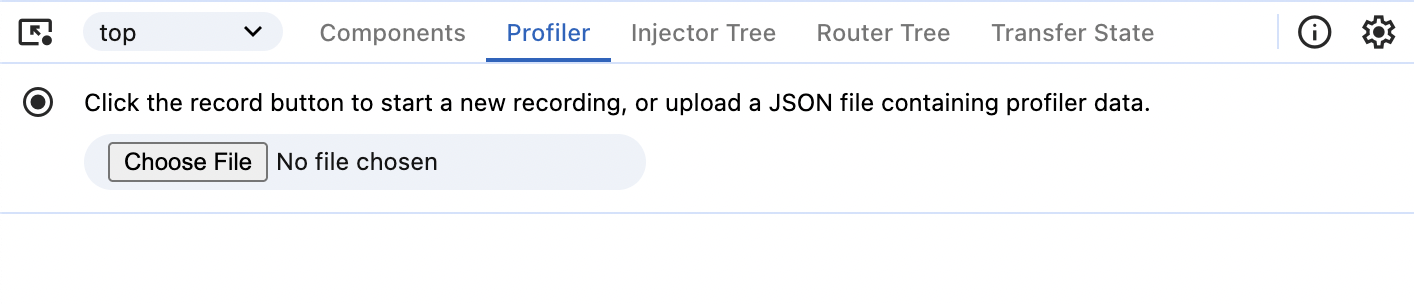 top Components Profiler Injector Tree Router Tree Transfer State
Click the record button to start a new recording, or upload a JSON file containing profiler data.
Choose File No file chosen